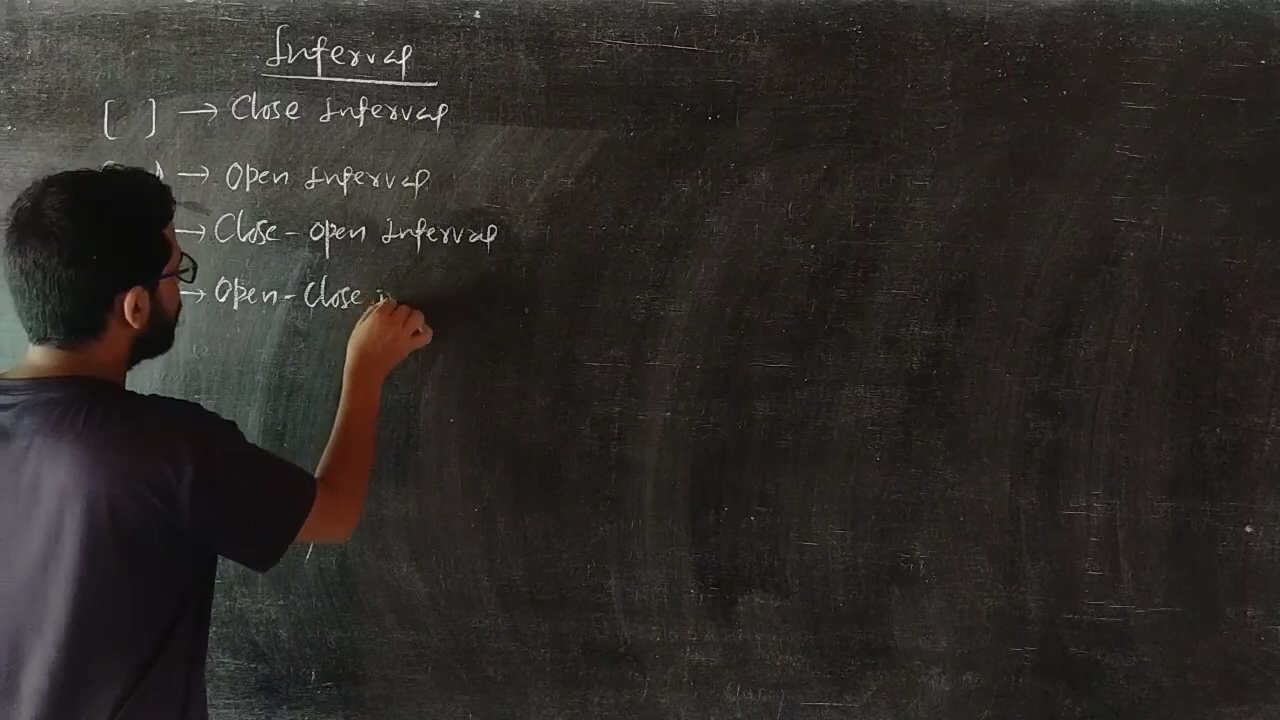 Interval
[ ] → Close Interval
) → Open Interval
→ Close - open interval
→ Open - Close